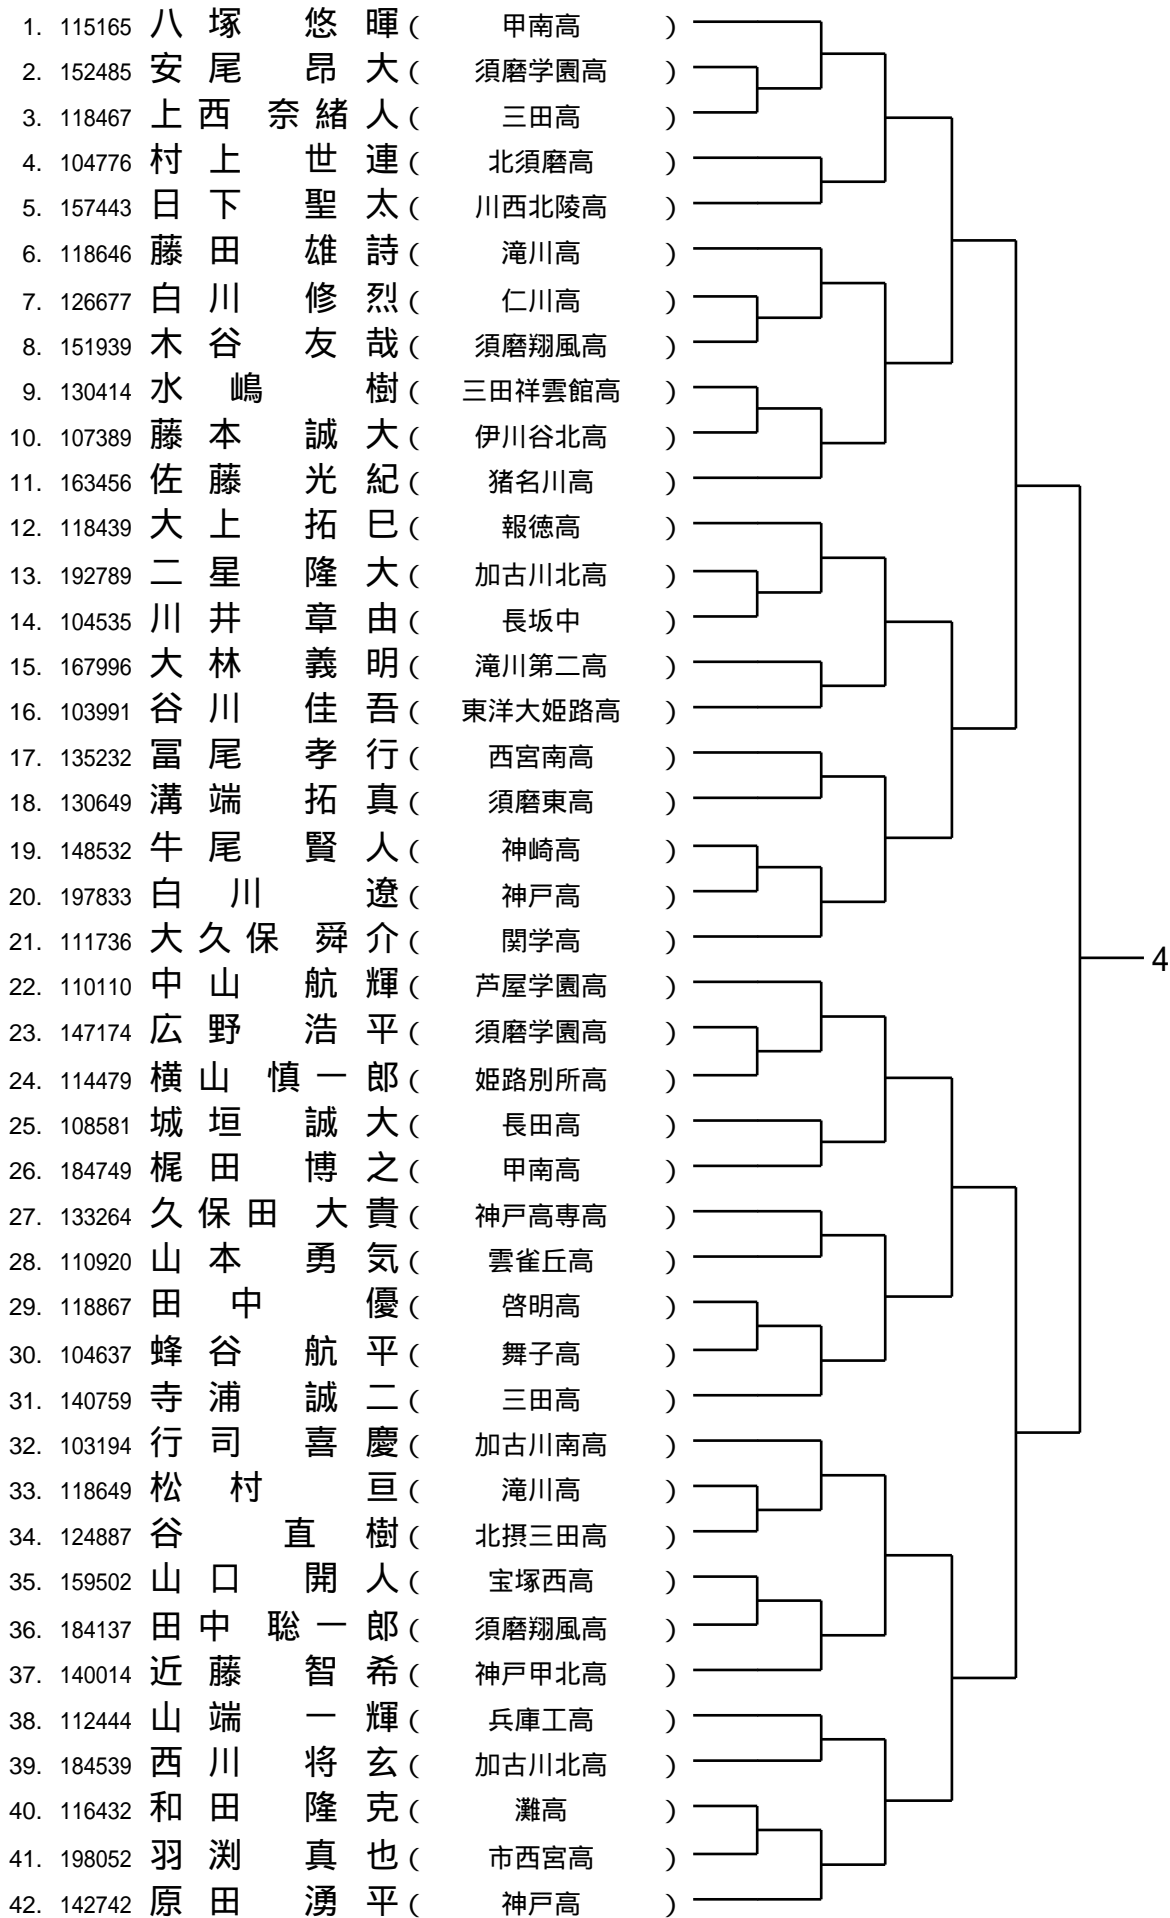 1. 115165 八塚 悠暉 ( 甲南高 )
2. 152485 安尾 昂大 ( 須磨学園高 )
3. 118467 上西 奈緒人 ( 三田高 )
4. 104776 村上 世連 ( 北須磨高 )
5. 157443 日下 聖太 ( 川西北陵高 )
6. 118646 藤田 雄詩 ( 滝川高 )
7. 126677 白川 修烈 ( 仁川高 )
8. 151939 木谷 友哉 ( 須磨翔風高 )
9. 130414 水嶋 樹 ( 三田祥雲館高 )
10. 107389 藤本 誠大 ( 伊川谷北高 )
11. 163456 佐藤 光紀 ( 猪名川高 )
12. 118439 大上 拓巳 ( 報徳高 )
13. 192789 二星 隆大 ( 加古川北高 )
14. 104535 川井 章由 ( 長坂中 )
15. 167996 大林 義明 ( 滝川第二高 )
16. 103991 谷川 佳吾 ( 東洋大姫路高 )
17. 135232 冨尾 孝行 ( 西宮南高 )
18. 130649 溝端 拓真 ( 須磨東高 )
19. 148532 牛尾 賢人 ( 神崎高 )
20. 197833 白川 遼 ( 神戸高 )
21. 111736 大久保 舜介 ( 関学高 )
22. 110110 中山 航輝 ( 芦屋学園高 )
23. 147174 広野 浩平 ( 須磨学園高 )
24. 114479 横山 慎一郎 ( 姫路別所高 )
25. 108581 城垣 誠大 ( 長田高 )
26. 184749 梶田 博之 ( 甲南高 )
27. 133264 久保田 大貴 ( 神戸高専高 )
28. 110920 山本 勇気 ( 雲雀丘高 )
29. 118867 田中 優 ( 啓明高 )
30. 104637 蜂谷 航平 ( 舞子高 )
31. 140759 寺浦 誠二 ( 三田高 )
32. 103194 行司 喜慶 ( 加古川南高 )
33. 118649 松村 亘 ( 滝川高 )
34. 124887 谷 直樹 ( 北摂三田高 )
35. 159502 山口 開人 ( 宝塚西高 )
36. 184137 田中 聡一郎 ( 須磨翔風高 )
37. 140014 近藤 智希 ( 神戸甲北高 )
38. 112444 山端 一輝 ( 兵庫工高 )
39. 184539 西川 将玄 ( 加古川北高 )
40. 116432 和田 隆克 ( 灘高 )
41. 198052 羽渕 真也 ( 市西宮高 )
42. 142742 原田 湧平 ( 神戸高 )
4